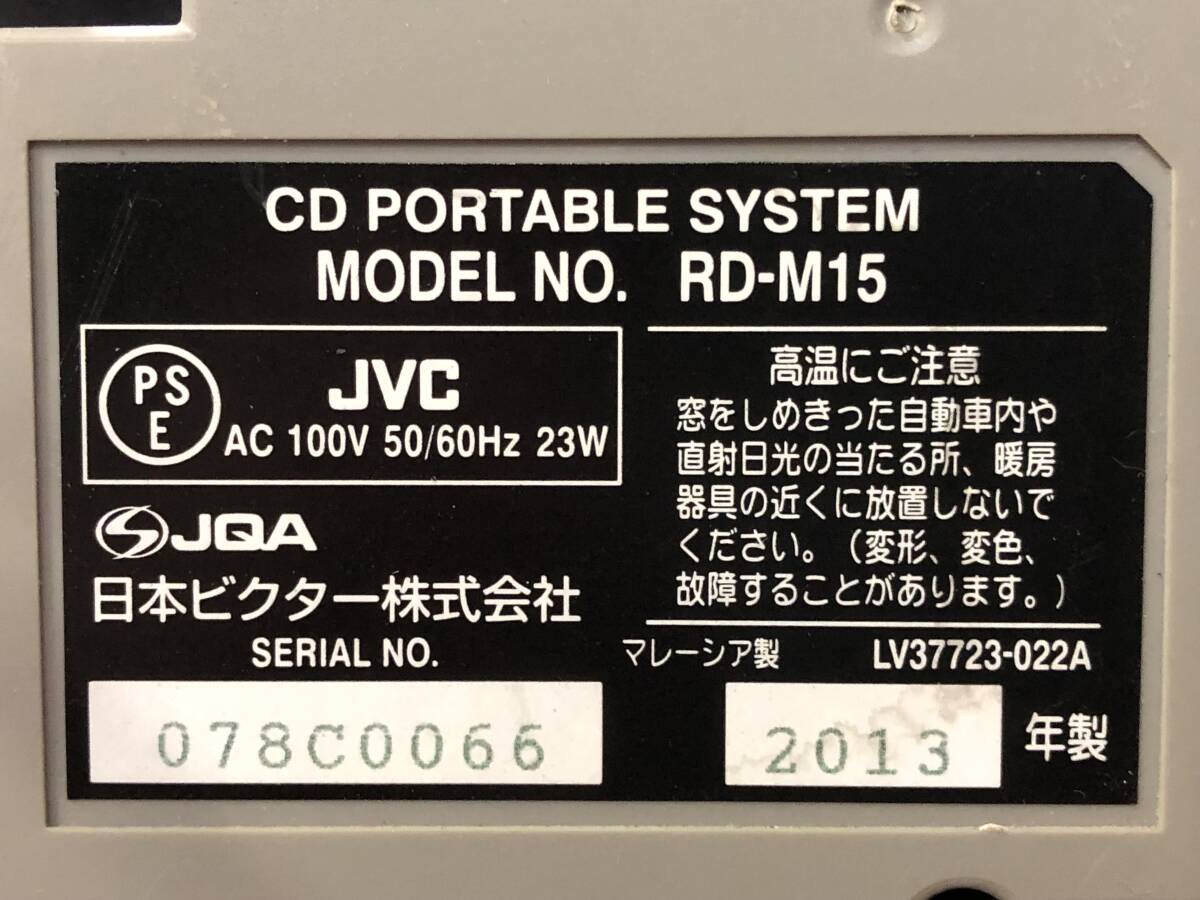 CD PORTABLE SYSTEM
MODEL NO. RD-M15
PS
E
JVC
AC 100V 50/60Hz 23W
JQA
日本ビクター株式会社
SERIAL NO.
078C0066
高温にご注意
窓をしめきった自動車内や
直射日光の当たる所、暖房
器具の近くに放置しないで
ください。(変形、変色、
故障することがあります。)
マレーシア製 LV37723-022A
2013 年製